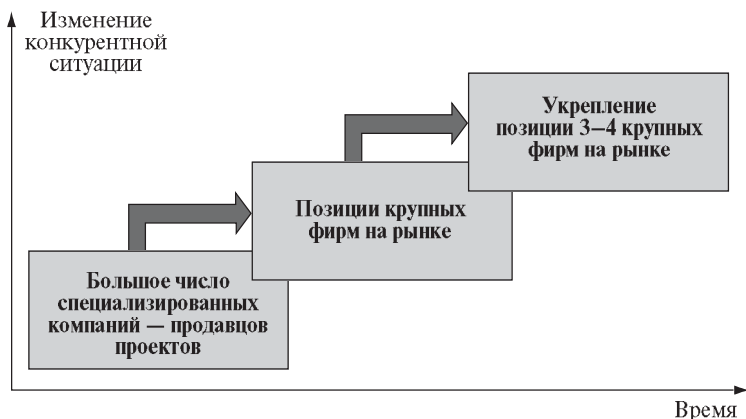 Изменение
конкурентной
ситуации
Укрепление
позиции 3–4 крупных
фирм на рынке
Позиции крупных
фирм на рынке
Большое число
специализированных
компаний — продавцов
проектов
Время